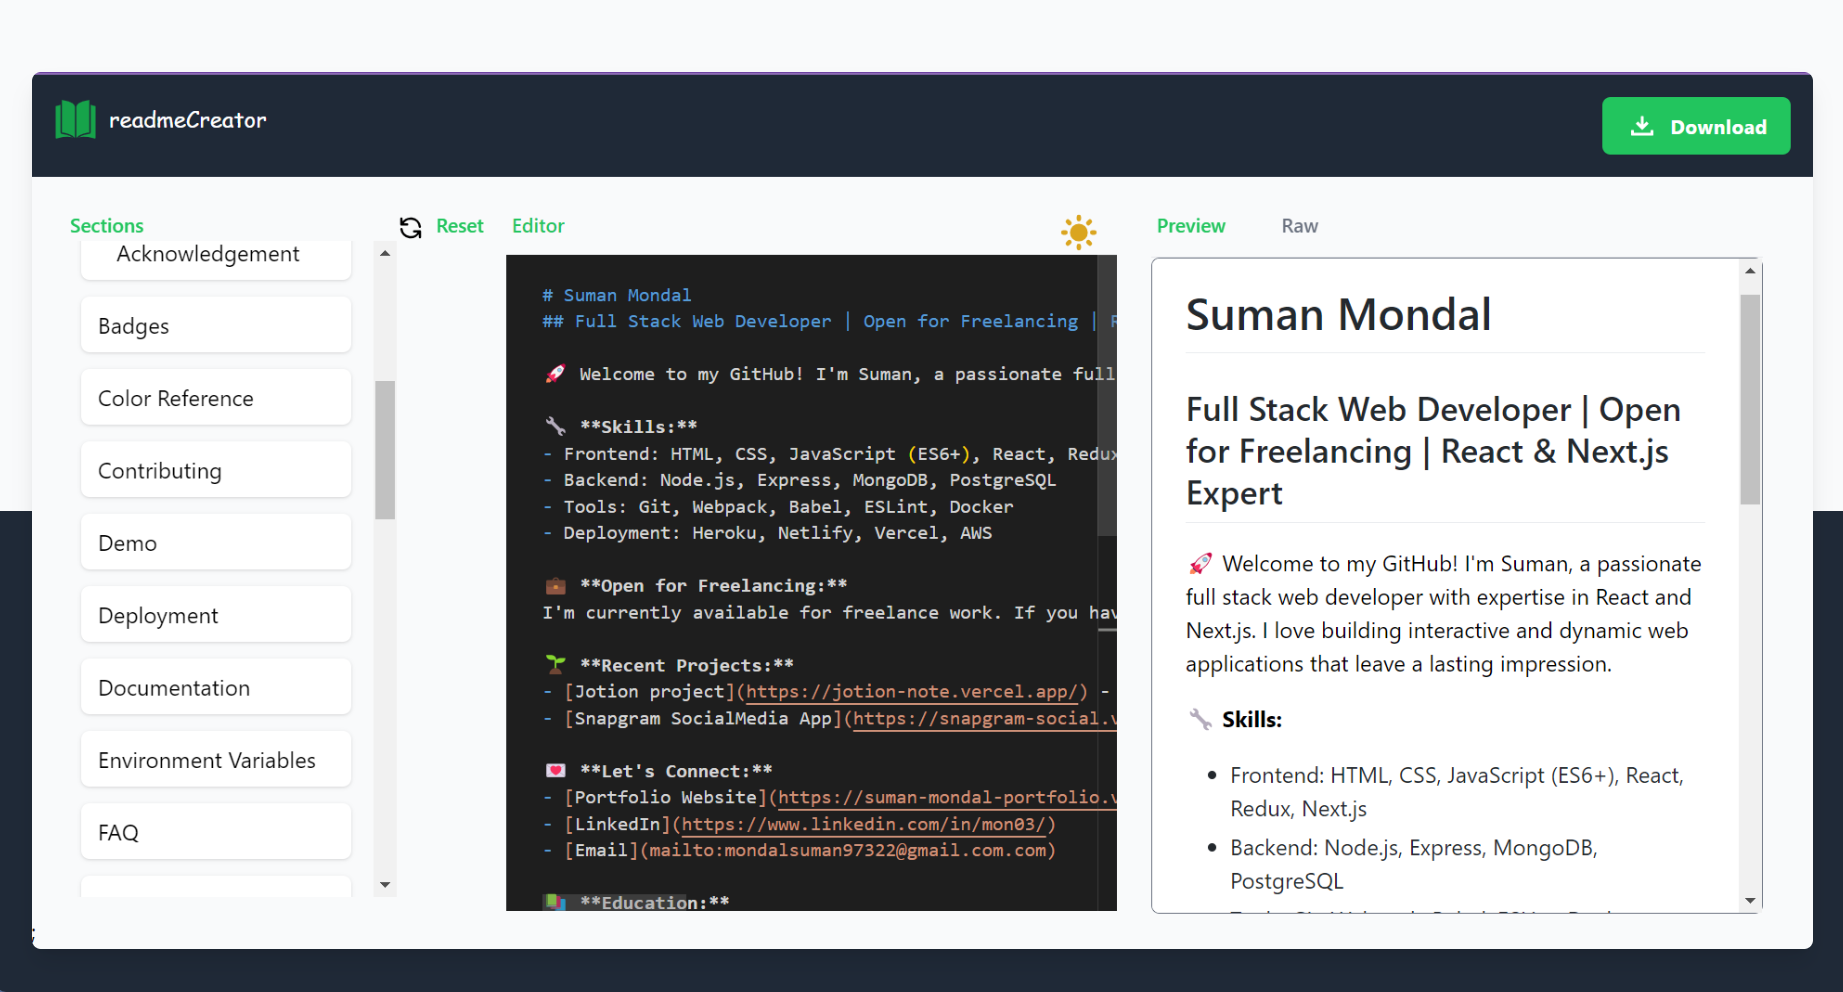 readmeCreator
Download
Sections
Reset
Editor
Preview
Raw
Acknowledgement
Badges
Color Reference
Contributing
Demo
Deployment
Documentation
Environment Variables
FAQ
# Suman Mondal
## Full Stack Web Developer | Open for Freelancing |
🚀 Welcome to my GitHub! I'm Suman, a passionate full
🔧 **Skills:**
- Frontend: HTML, CSS, JavaScript (ES6+), React, Redux
- Backend: Node.js, Express, MongoDB, PostgreSQL
- Tools: Git, Webpack, Babel, ESLint, Docker
- Deployment: Heroku, Netlify, Vercel, AWS
💼 **Open for Freelancing:**
I'm currently available for freelance work. If you hav
🌱 **Recent Projects:**
- [Jotion project](https://jotion-note.vercel.app/) -
- [Snapgram SocialMedia App](https://snapgram-social.v
💌 **Let's Connect:**
- [Portfolio Website](https://suman-mondal-portfolio.v
- [LinkedIn](https://www.linkedin.com/in/mon03/)
- [Email](mailto:mondalsuman97322@gmail.com.com)
📚 **Education:**
Suman Mondal
Full Stack Web Developer | Open
for Freelancing | React & Next.js
Expert
🚀 Welcome to my GitHub! I'm Suman, a passionate
full stack web developer with expertise in React and
Next.js. I love building interactive and dynamic web
applications that leave a lasting impression.
🔧 Skills:
• Frontend: HTML, CSS, JavaScript (ES6+), React,
Redux, Next.js
• Backend: Node.js, Express, MongoDB,
PostgreSQL
;